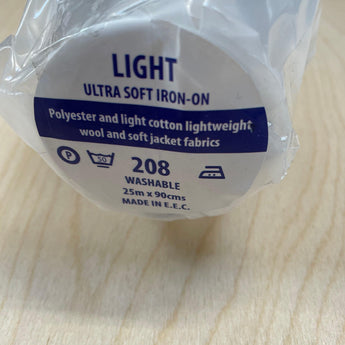 LIGHT
ULTRA SOFT IRON-ON
Polyester and light cotton lightweight,
wool and soft jacket fabrics
P 50 208
WASHABLE
25m x 90cms
MADE IN E.E.C.